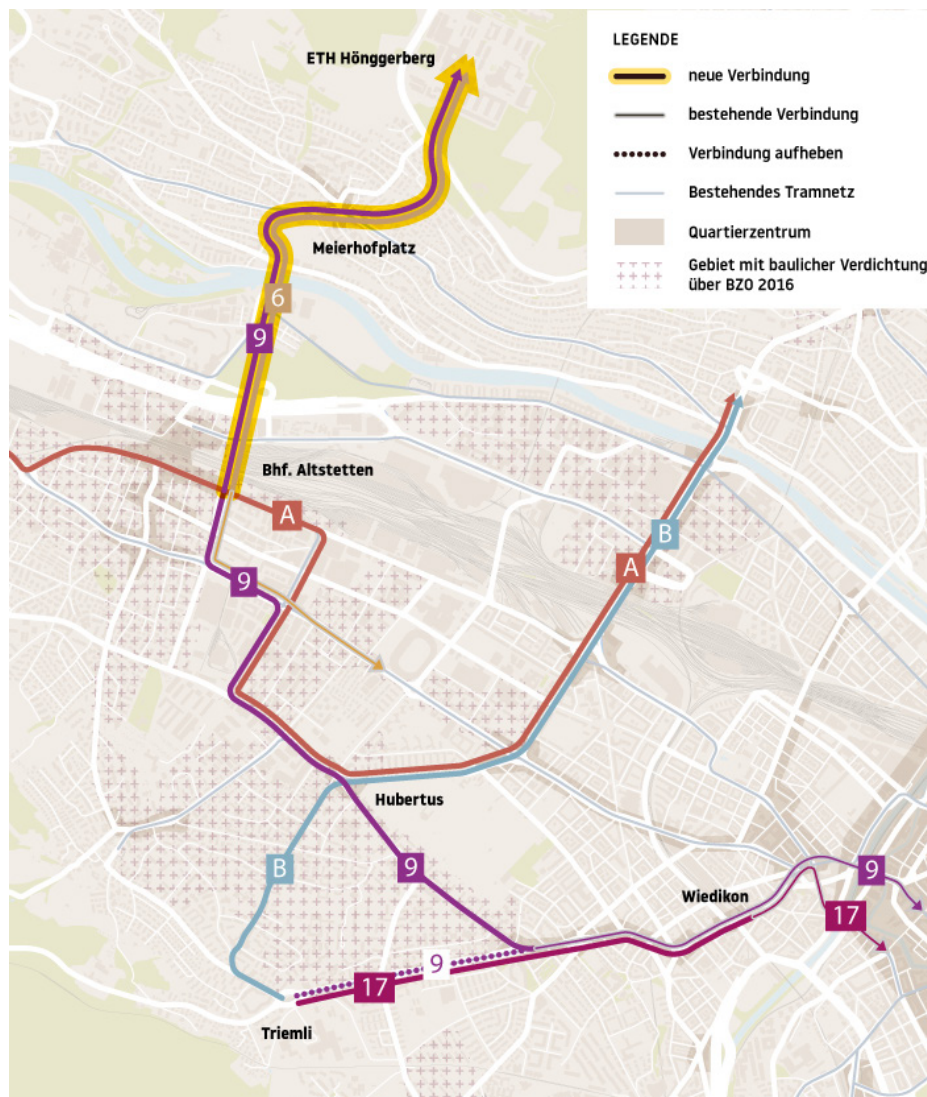 LEGENDE
neue Verbindung
bestehende Verbindung
Verbindung aufheben
Bestehendes Tramnetz
Quartierzentrum
Gebiet mit baulicher Verdichtung
über BZO 2016
ETH Hönggerberg
Meierhofplatz
6
9
Bhf. Altstetten
A
B
A
9
Hubertus
B
9
Wiedikon
9
17
9
17
Triemli